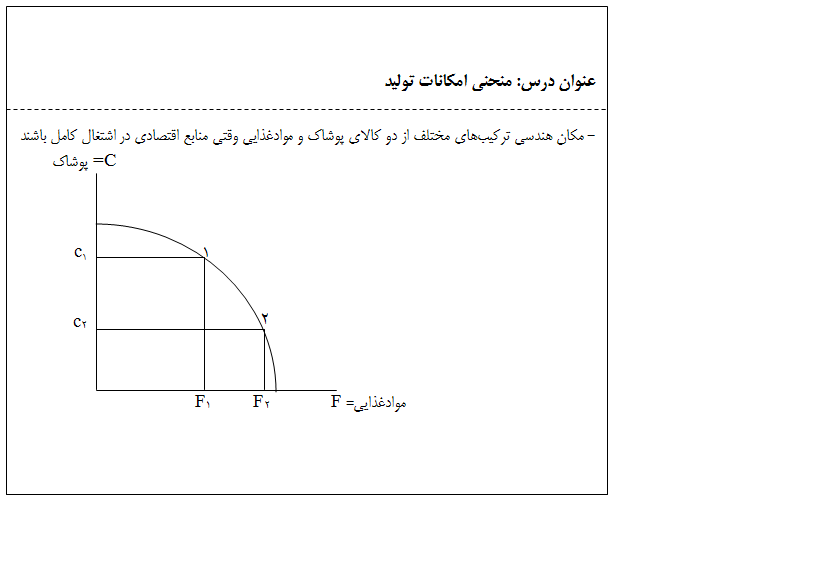 عنوان درس: منحنی امکانات تولید
- مکان هندسی ترکیب‌های مختلف از دو کالای پوشاک و موادغذایی وقتی منابع اقتصادی در اشتغال کامل باشند
پوشاک =C
۱
c۱
۲
c۲
F۱
F۲
F =موادغذایی